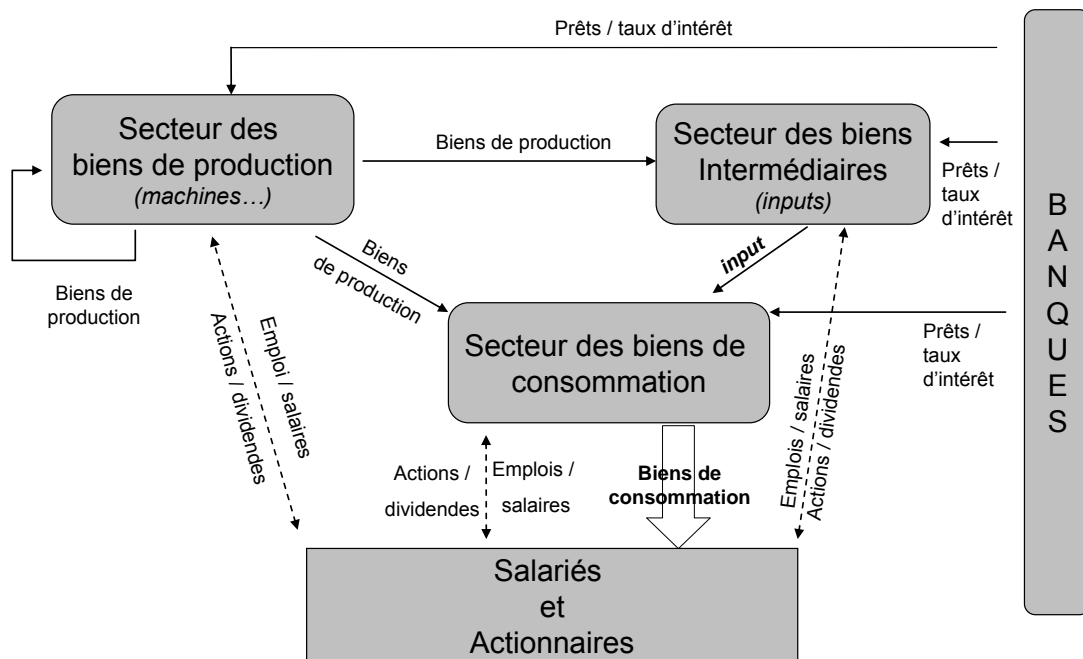 Prêts / taux d'intérêt
Secteur des
biens de production
(machines…)
Biens de production
Secteur des biens
Intermédiaires
(inputs)
Prêts /
taux
d'intérêt
BANQUES
Biens de
production
Biens
de production
input
Secteur des biens de
consommation
Prêts /
taux
d'intérêt
Emploi / salaires
Actions / dividendes
Actions /
dividendes
Emplois /
salaires
Biens de
consommation
Emplois / salaires
Actions / dividendes
Salariés
et
Actionnaires